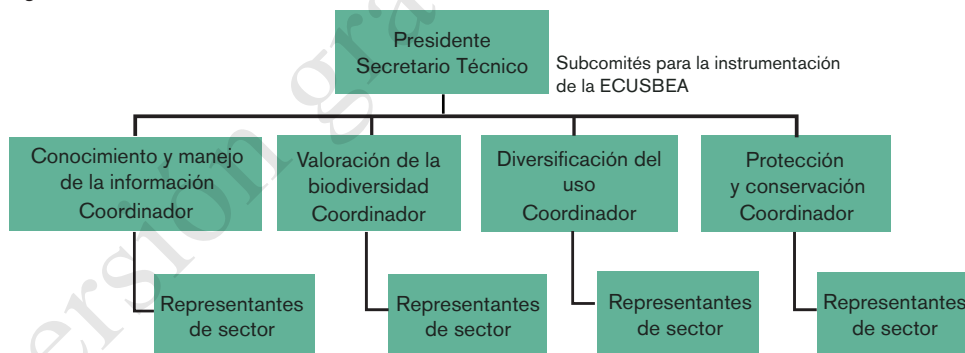 Presidente
Secretario Técnico
Subcomités para la instrumentación
de la ECUSBEA
Conocimiento y manejo
de la información
Coordinador
Valoración de la
biodiversidad
Coordinador
Diversificación del
uso
Coordinador
Protección
y conservación
Coordinador
Representantes
de sector
Representantes
de sector
Representantes
de sector
Representantes
de sector